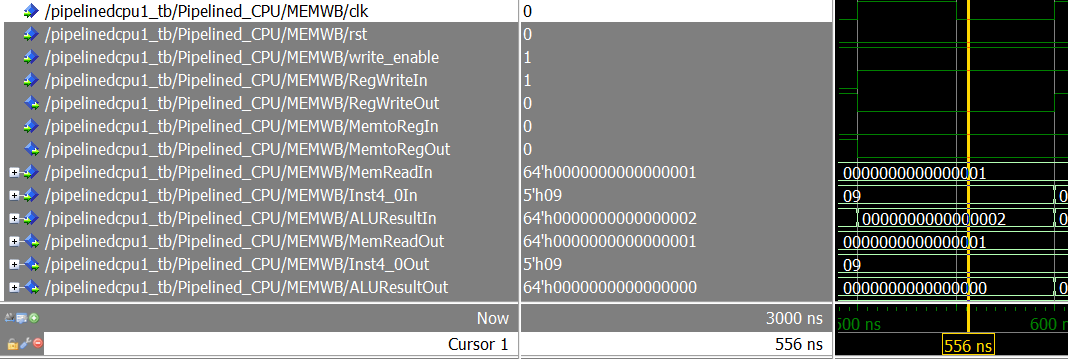 /pipelinedcpu1_tb/Pipelined_CPU/MEMWB/clk 0
/pipelinedcpu1_tb/Pipelined_CPU/MEMWB/rst 0
/pipelinedcpu1_tb/Pipelined_CPU/MEMWB/write_enable 1
/pipelinedcpu1_tb/Pipelined_CPU/MEMWB/RegWriteIn 1
/pipelinedcpu1_tb/Pipelined_CPU/MEMWB/RegWriteOut 0
/pipelinedcpu1_tb/Pipelined_CPU/MEMWB/MemtoRegIn 0
/pipelinedcpu1_tb/Pipelined_CPU/MEMWB/MemtoRegOut 0
/pipelinedcpu1_tb/Pipelined_CPU/MEMWB/MemReadIn 64'h0000000000000001 0000000000000001
/pipelinedcpu1_tb/Pipelined_CPU/MEMWB/Inst4_0In 5'h09 09 0
/pipelinedcpu1_tb/Pipelined_CPU/MEMWB/ALUResultIn 64'h0000000000000002 0000000000000002 0
/pipelinedcpu1_tb/Pipelined_CPU/MEMWB/MemReadOut 64'h0000000000000001 0000000000000001
/pipelinedcpu1_tb/Pipelined_CPU/MEMWB/Inst4_0Out 5'h09 09
/pipelinedcpu1_tb/Pipelined_CPU/MEMWB/ALUResultOut 64'h0000000000000000 0000000000000000 0
Now 3000 ns 500 ns 600
Cursor 1 556 ns 556 ns